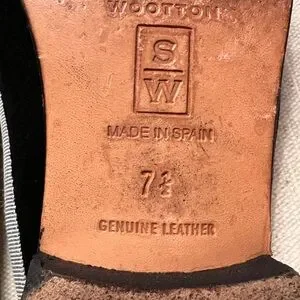 WOOTTON
S
W
MADE IN SPAIN
7½
GENUINE LEATHER